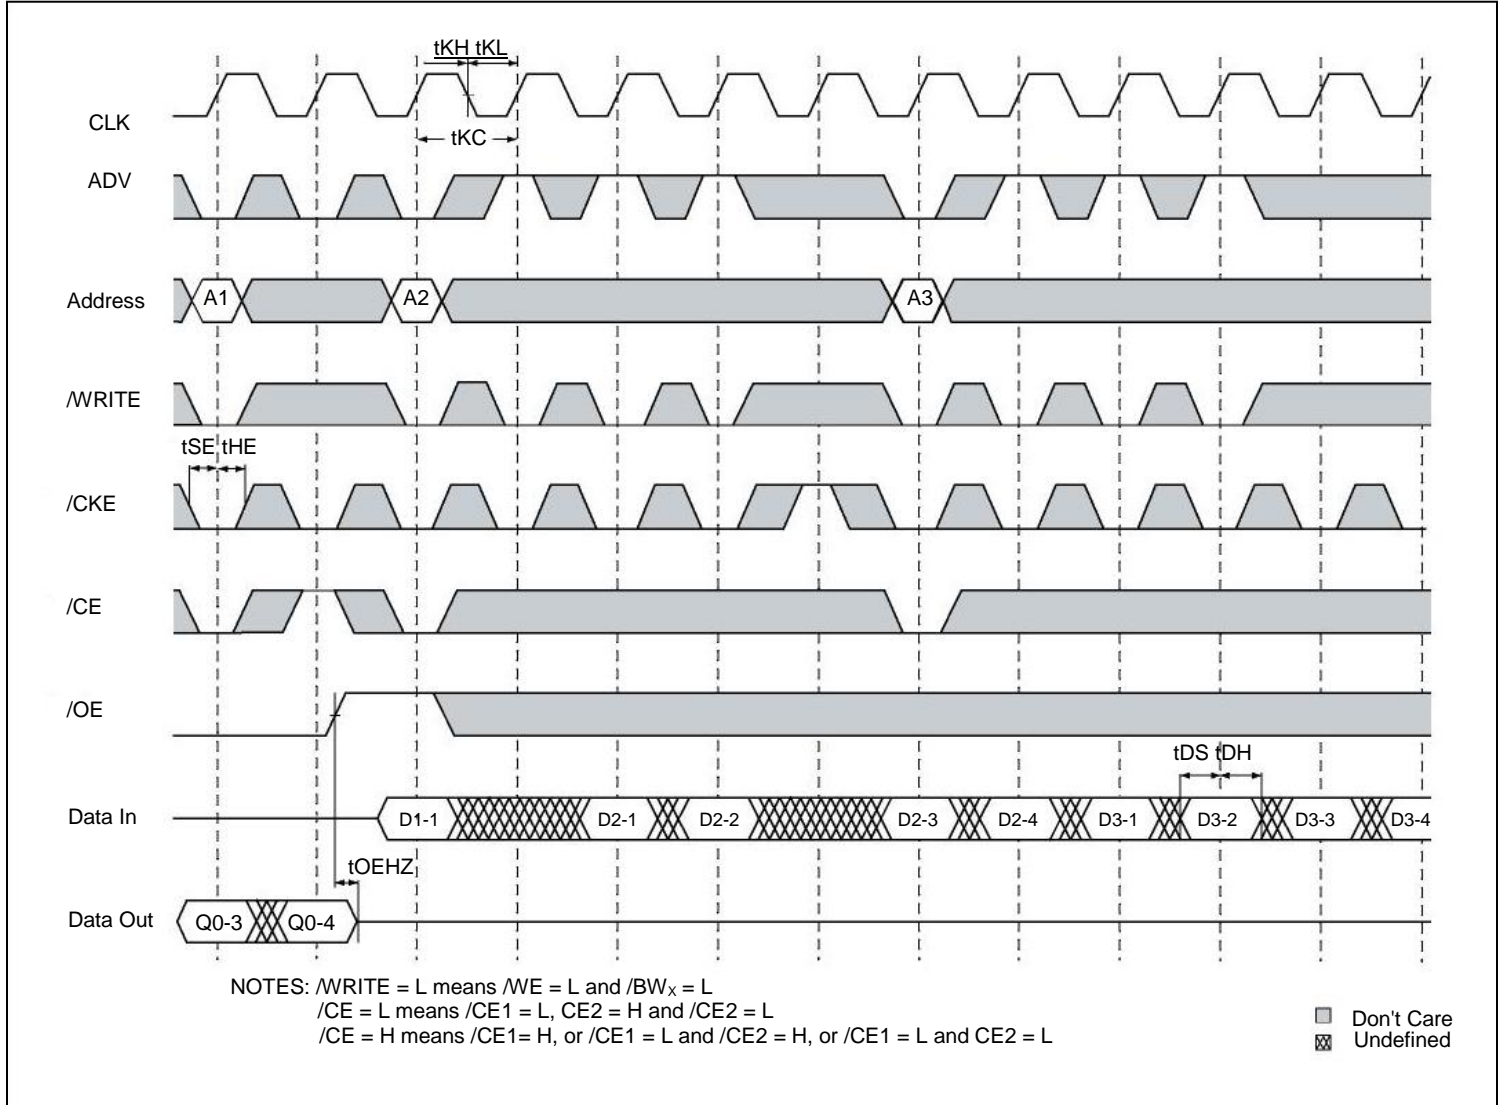 tKH tKL
CLK
tKC
ADV
Address A1 A2 A3
/WRITE
tSE tHE
/CKE
/CE
/OE
tDS tDH
Data In D1-1 D2-1 D2-2 D2-3 D2-4 D3-1 D3-2 D3-3 D3-4
tOEHZ
Data Out Q0-3 Q0-4
NOTES: /WRITE = L means /WE = L and /BWX = L
/CE = L means /CE1 = L, CE2 = H and /CE2 = L
/CE = H means /CE1= H, or /CE1 = L and /CE2 = H, or /CE1 = L and CE2 = L
Don't Care
Undefined